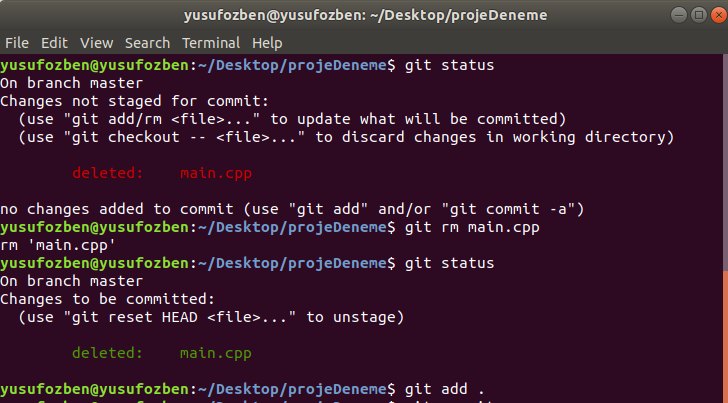 yusufozben@yusufozben: ~/Desktop/projeDeneme
File Edit View Search Terminal Help
yusufozben@yusufozben:~/Desktop/projeDeneme$ git status
On branch master
Changes not staged for commit:
  (use "git add/rm <file>..." to update what will be committed)
  (use "git checkout -- <file>..." to discard changes in working directory)

        deleted:    main.cpp

no changes added to commit (use "git add" and/or "git commit -a")
yusufozben@yusufozben:~/Desktop/projeDeneme$ git rm main.cpp
rm 'main.cpp'
yusufozben@yusufozben:~/Desktop/projeDeneme$ git status
On branch master
Changes to be committed:
  (use "git reset HEAD <file>..." to unstage)

        deleted:    main.cpp

yusufozben@yusufozben:~/Desktop/projeDeneme$ git add .